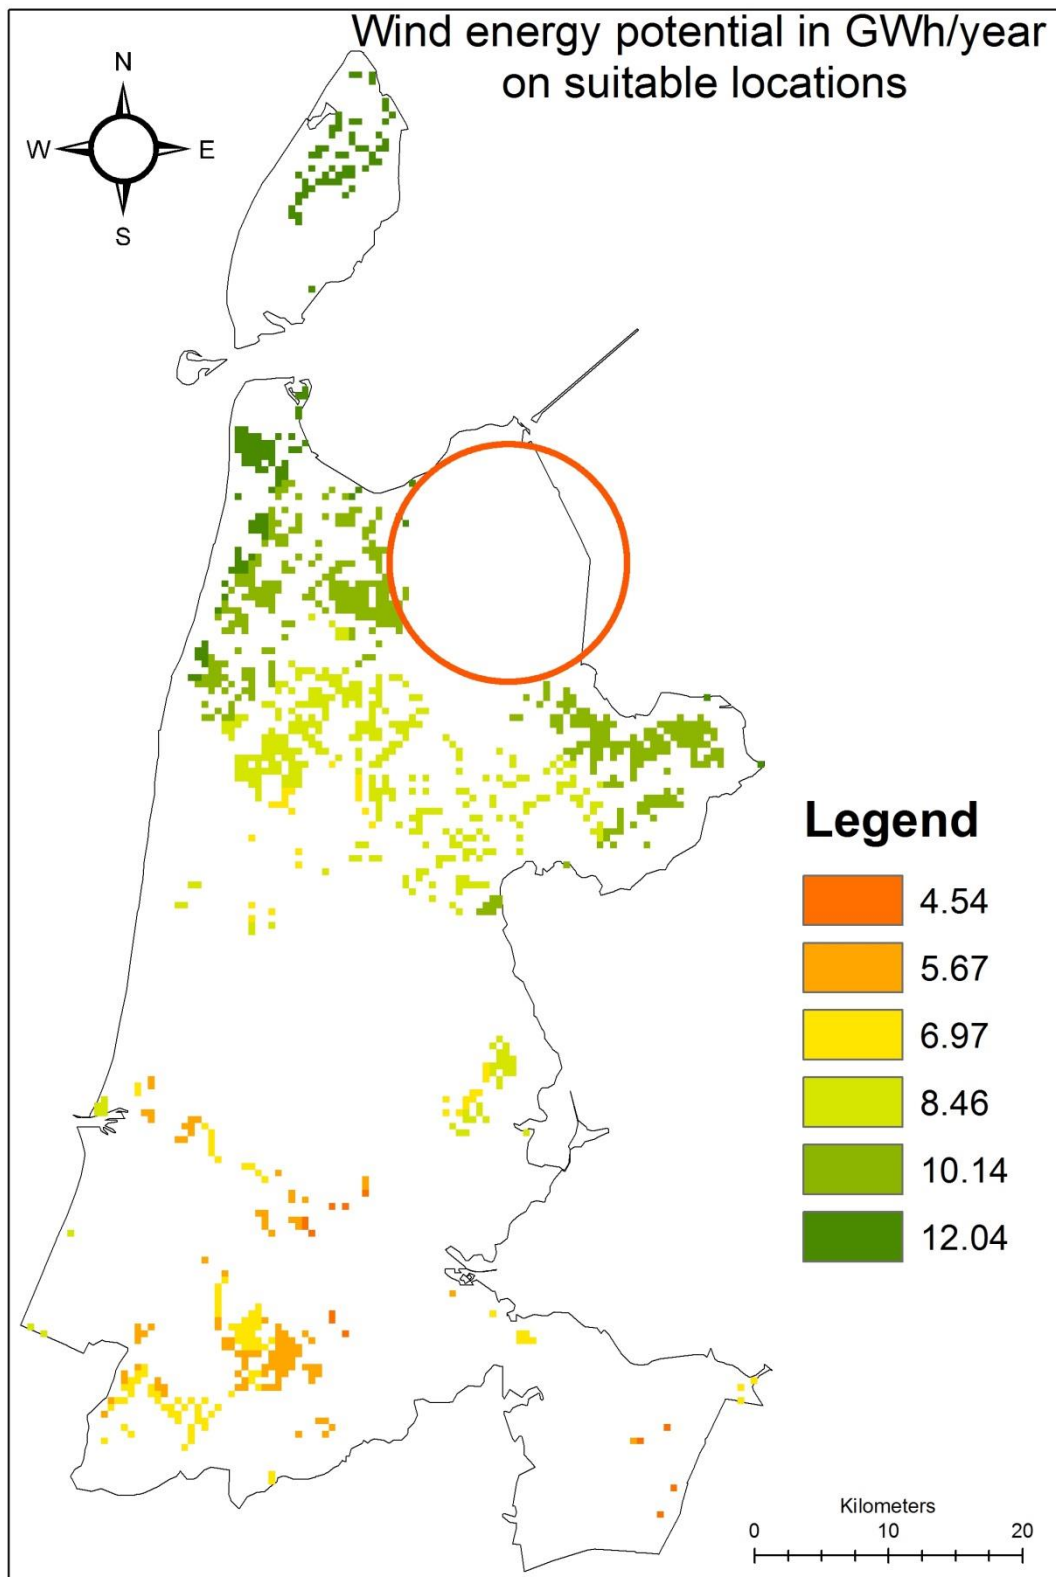 Wind energy potential in GWh/year
on suitable locations
N
W
E
S
Legend
4.54
5.67
6.97
8.46
10.14
12.04
Kilometers
0 10 20